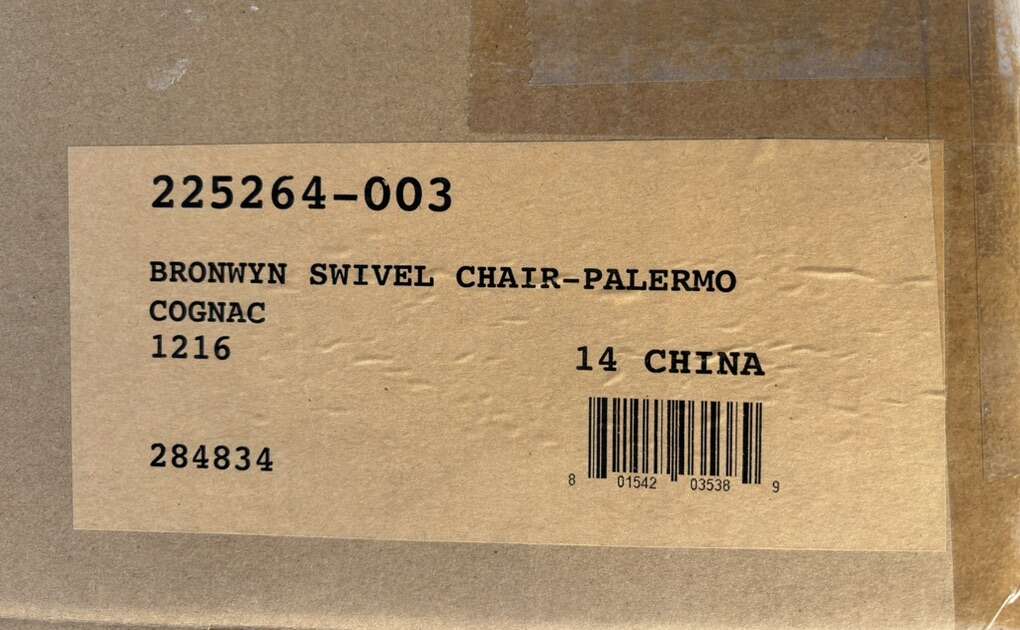 225264-003
BRONWYN SWIVEL CHAIR-PALERMO
COGNAC
1216
14 CHINA
284834
8 01542 03538 9